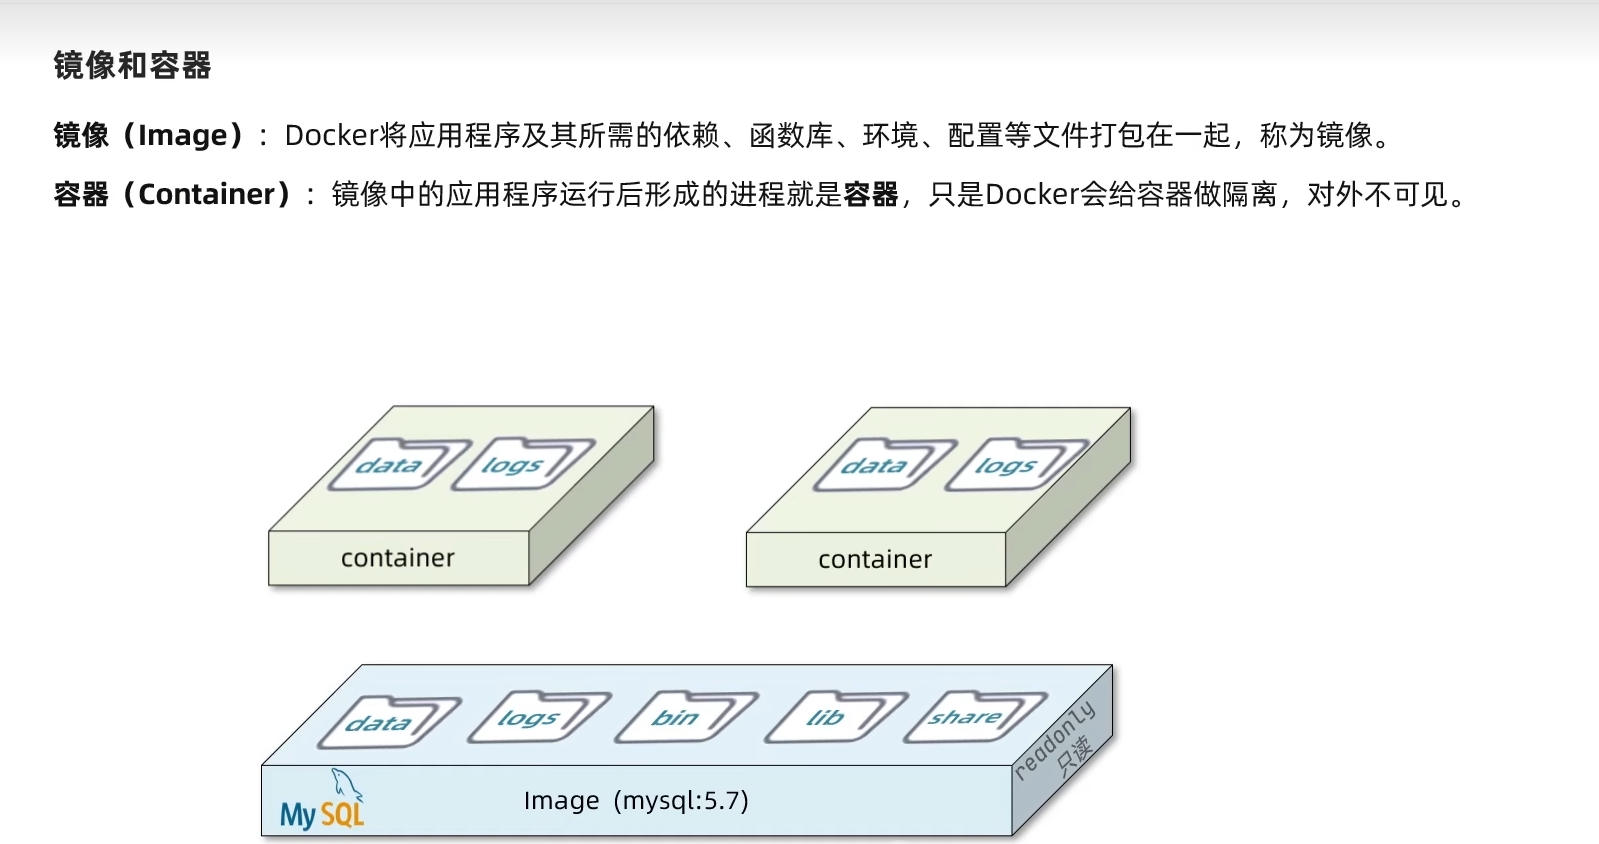 镜像和容器
镜像（Image）：Docker将应用程序及其所需的依赖、函数库、环境、配置等文件打包在一起，称为镜像。
容器（Container）：镜像中的应用程序运行后形成的进程就是容器，只是Docker会给容器做隔离，对外不可见。
data logs
data logs
container
container
data logs bin lib share
readonly
只读
MySQL
Image (mysql:5.7)